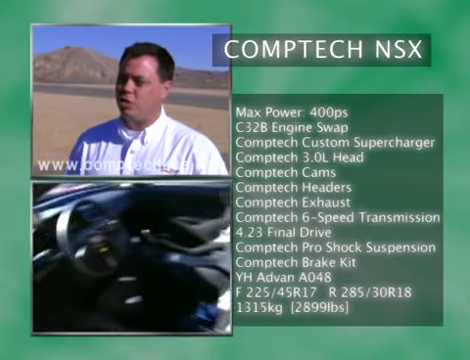 COMPTECH NSX
www.comptech
Max Power: 400ps
C32B Engine Swap
Comptech Custom Supercharger
Comptech 3.0L Head
Comptech Cams
Comptech Headers
Comptech Exhaust
Comptech 6-Speed Transmission
4.23 Final Drive
Comptech Pro Shock Suspension
Comptech Brake Kit
YH Advan A048
F 225/45R17 R 285/30R18
1315kg [2899lbs]